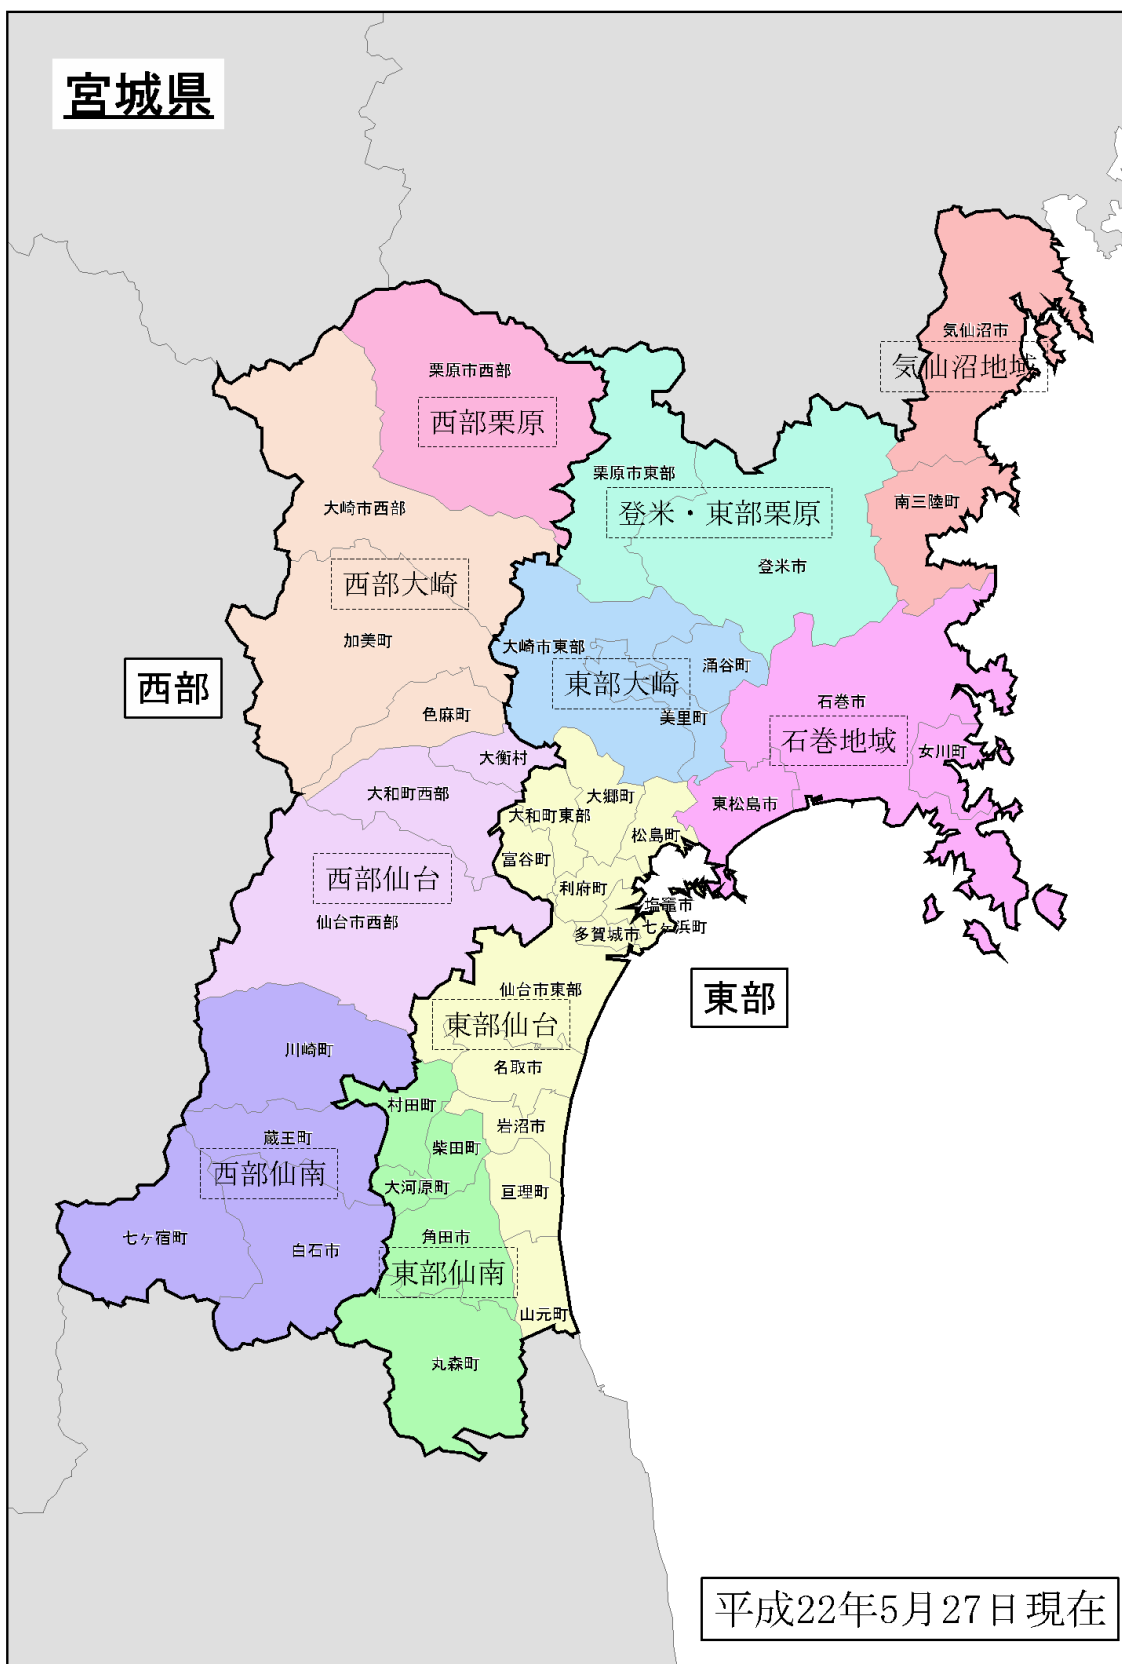 宮城県
気仙沼市
気仙沼地域
栗原市西部
西部栗原
栗原市東部
登米・東部栗原
南三陸町
大崎市西部
登米市
西部大崎
加美町
大崎市東部
涌谷町
東部大崎
西部
色麻町
美里町
石巻市
石巻地域
女川町
大衡村
大和町西部
大郷町
東松島市
大和町東部
松島町
富谷町
西部仙台
利府町
塩竈市
仙台市西部
多賀城市
七ヶ浜町
仙台市東部
東部
東部仙台
川崎町
名取市
村田町
岩沼市
蔵王町
柴田町
西部仙南
大河原町
亘理町
七ヶ宿町
白石市
角田市
東部仙南
山元町
丸森町
平成22年5月27日現在